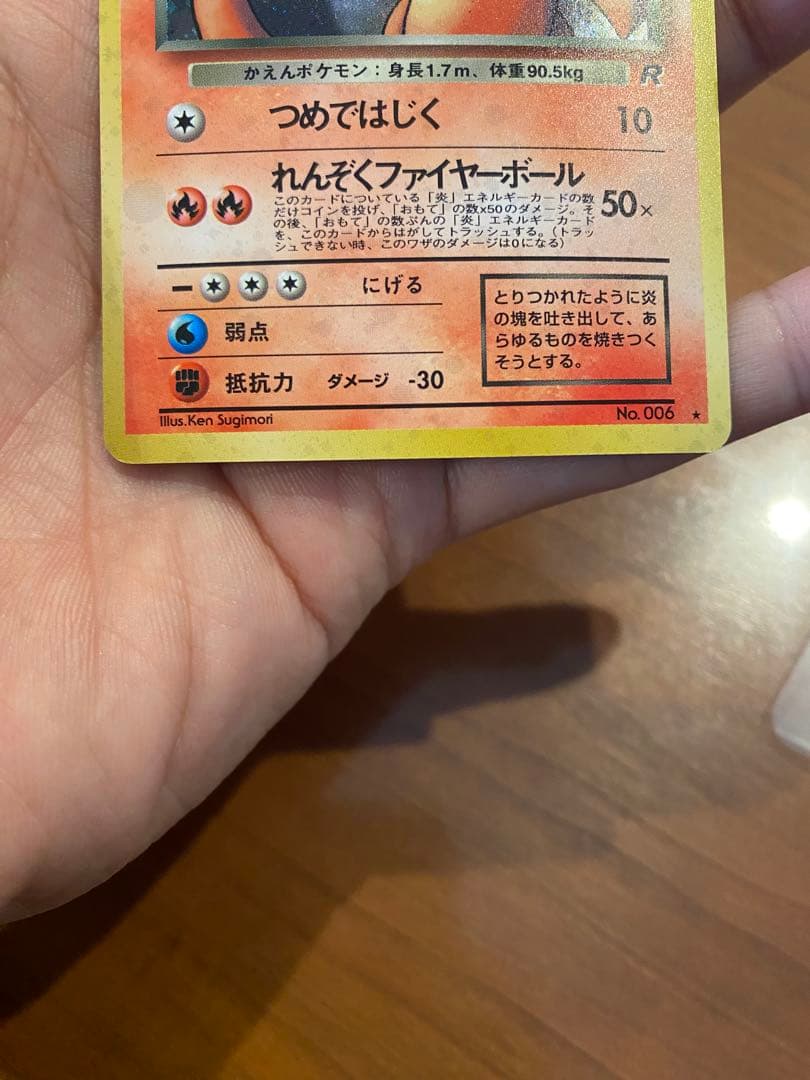 かえんポケモン：身長1.7m、体重90.5kg R
つめではじく 10
れんぞくファイヤーボール
このカードについている「炎」エネルギーカードの数
だけコインを投げ、「おもて」の数x50のダメージ。そ
の後、「おもて」の数ぶんの「炎」エネルギーカード
を、このカードからはがしてトラッシュする。（トラッ
シュできない時、このワザのダメージは0になる）
50×
にげる
弱点
抵抗力 ダメージ -30
とりつかれたように炎
の塊を吐き出して、あ
らゆるものを焼きつく
そうとする。
Illus.Ken Sugimori
No. 006 ★